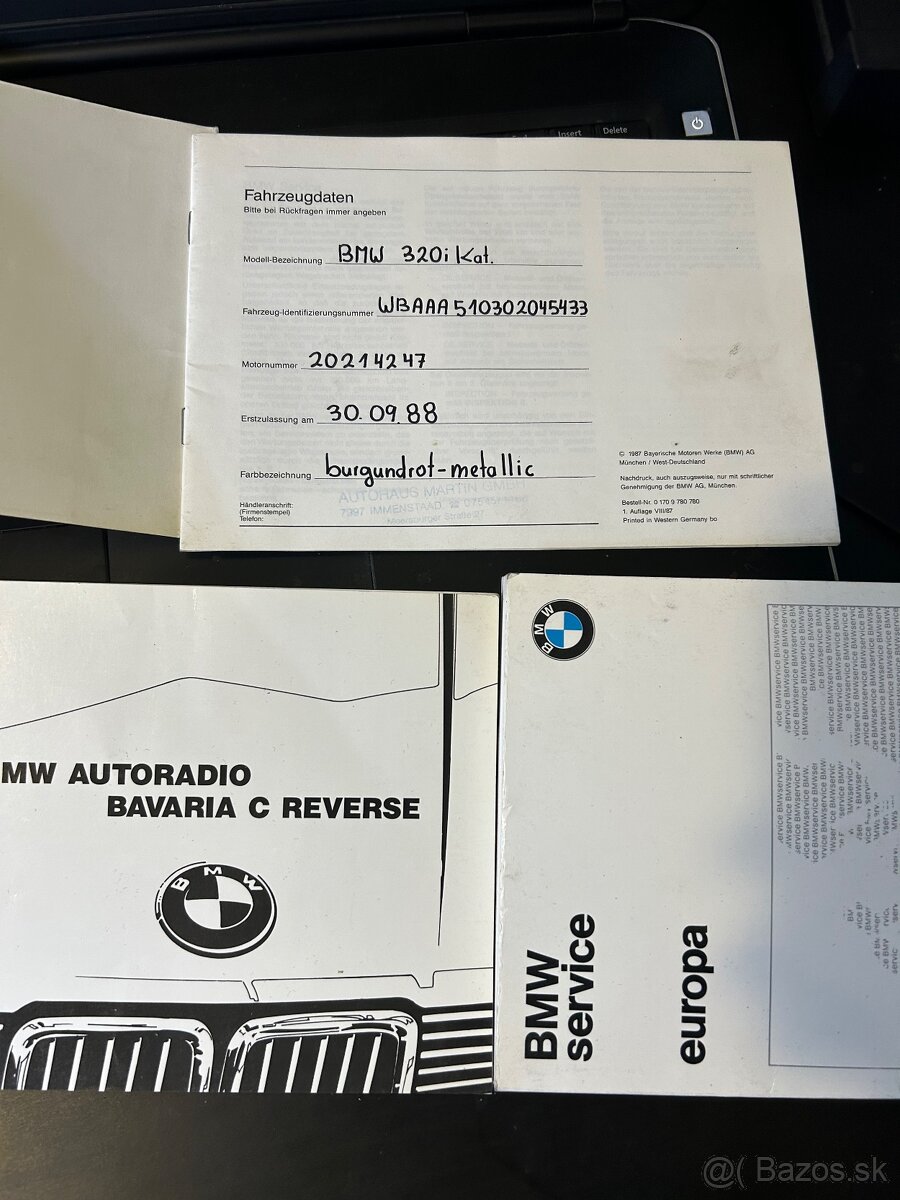 Insert
Delete
Fahrzeugdaten
Bitte bei Rückfragen immer angeben
Modell-Bezeichnung BMW 320i Kat.
Fahrzeug-Identifizierungsnummer WBAAA510302045433
Motornummer 20214247
Erstzulassung am 30.09.88
Farbbezeichnung burgundrot-metallic
Händleranschrift:
(Firmenstempel)
Telefon:
AUTOHAUS MARTIN GMBH
7997 IMMENSTAAD ☎
Meersburger Straße
© 1987 Bayerische Motoren Werke (BMW) AG
München / West-Deutschland
Nachdruck, auch auszugsweise, nur mit schriftlicher
Genehmigung der BMW AG, München.
Bestell-Nr. 0 170 9 780 780
1. Auflage VIII/87
Printed in Western Germany bo
MW AUTORADIO
BAVARIA C REVERSE
BMW
BMW
BMW
service
europa
@( Bazos.sk